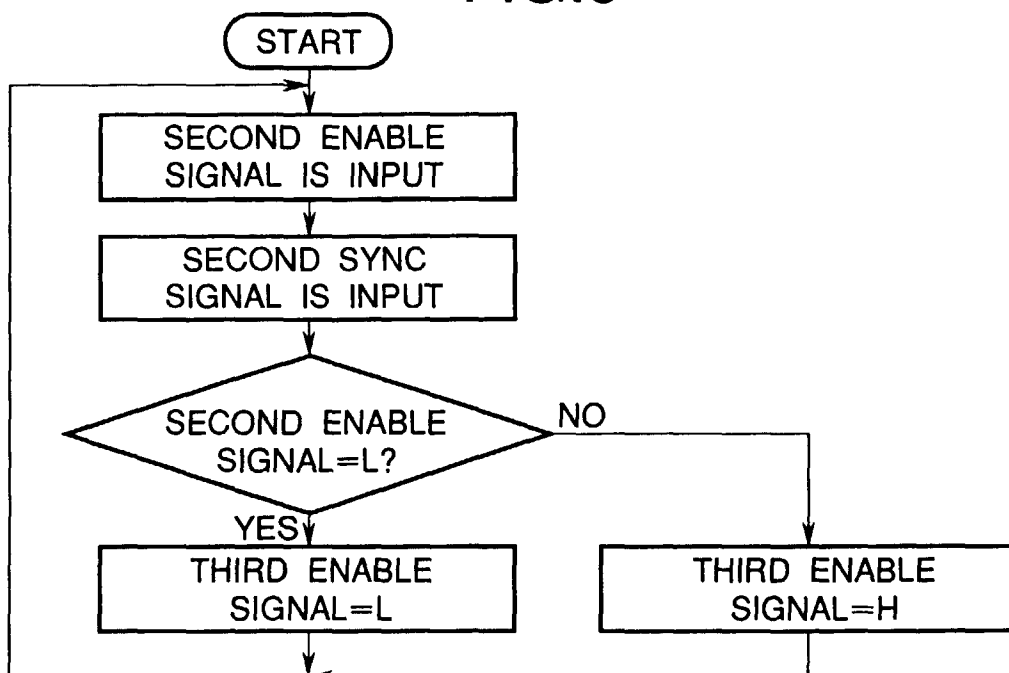 START
SECOND ENABLE
SIGNAL IS INPUT
SECOND SYNC
SIGNAL IS INPUT
SECOND ENABLE
SIGNAL=L?
NO
YES
THIRD ENABLE
SIGNAL=L
THIRD ENABLE
SIGNAL=H